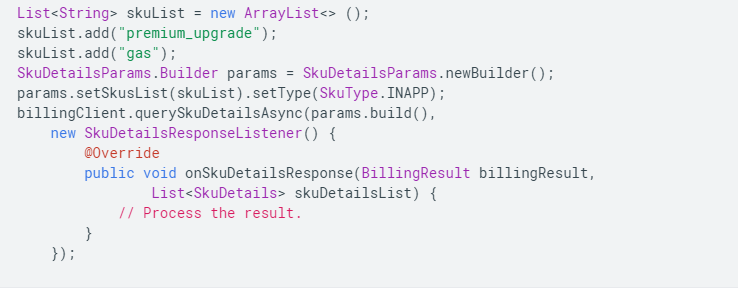 List<String> skuList = new ArrayList<> ();
skuList.add("premium_upgrade");
skuList.add("gas");
SkuDetailsParams.Builder params = SkuDetailsParams.newBuilder();
params.setSkusList(skuList).setType(SkuType.INAPP);
billingClient.querySkuDetailsAsync(params.build(),
    new SkuDetailsResponseListener() {
        @Override
        public void onSkuDetailsResponse(BillingResult billingResult,
                List<SkuDetails> skuDetailsList) {
            // Process the result.
        }
    });